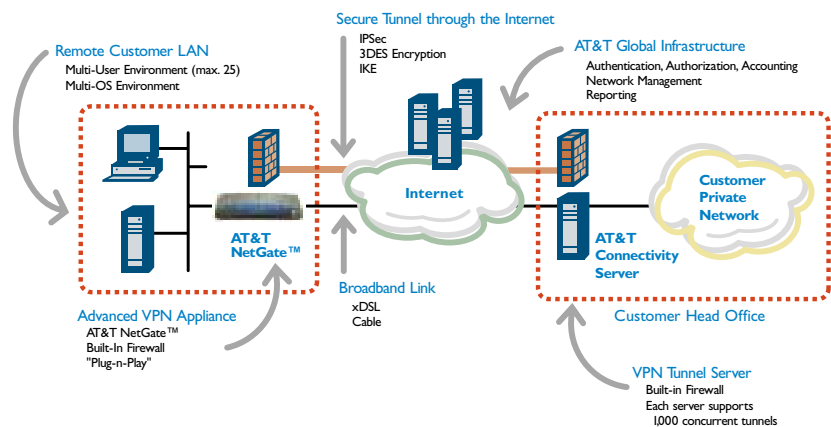 Secure Tunnel through the Internet
IPSec
3DES Encryption
IKE
Remote Customer LAN
Multi-User Environment (max. 25)
Multi-OS Environment
AT&T Global Infrastructure
Authentication, Authorization, Accounting
Network Management
Reporting
Internet
Customer
Private
Network
AT&T
NetGate™
AT&T
Connectivity
Server
Broadband Link
xDSL
Cable
Advanced VPN Appliance
AT&T NetGate™
Built-In Firewall
"Plug-n-Play"
Customer Head Office
VPN Tunnel Server
Built-in Firewall
Each server supports
1,000 concurrent tunnels